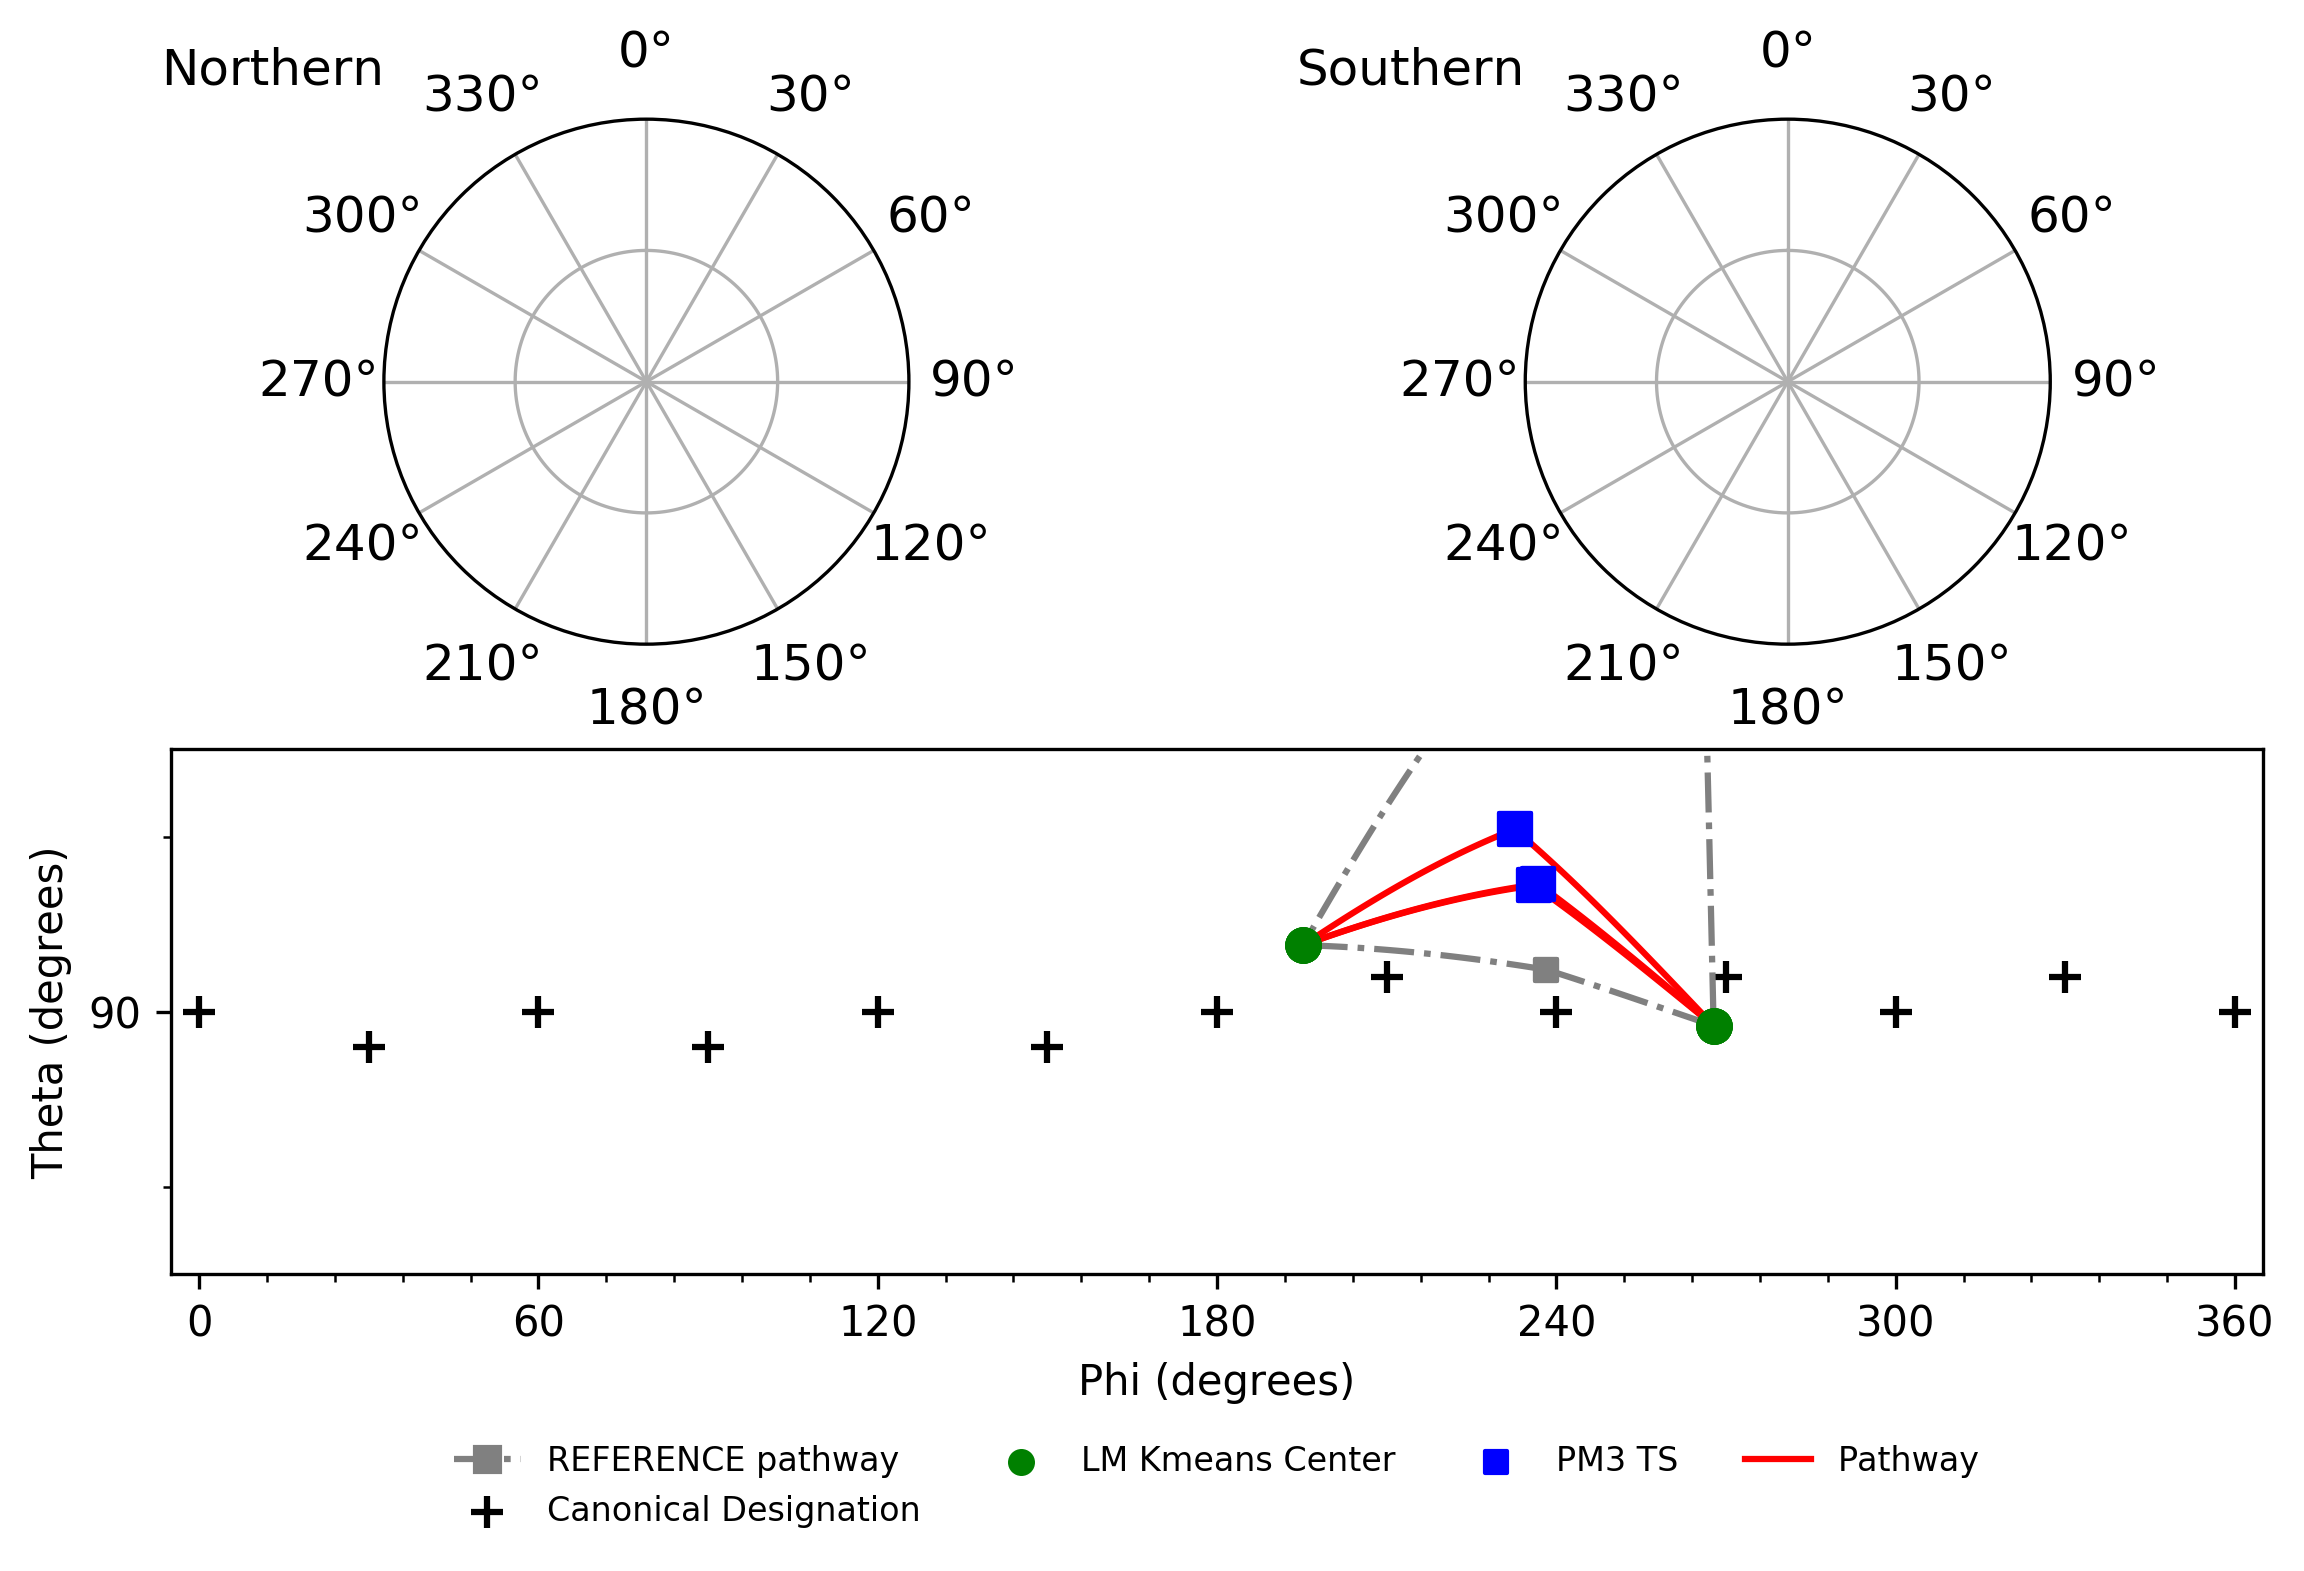 Northern
0°
30°
60°
90°
120°
150°
180°
210°
240°
270°
300°
330°
Southern
0°
30°
60°
90°
120°
150°
180°
210°
240°
270°
300°
330°
Theta (degrees)
90
0 60 120 180 240 300 360
Phi (degrees)
REFERENCE pathway
Canonical Designation
LM Kmeans Center
PM3 TS
Pathway